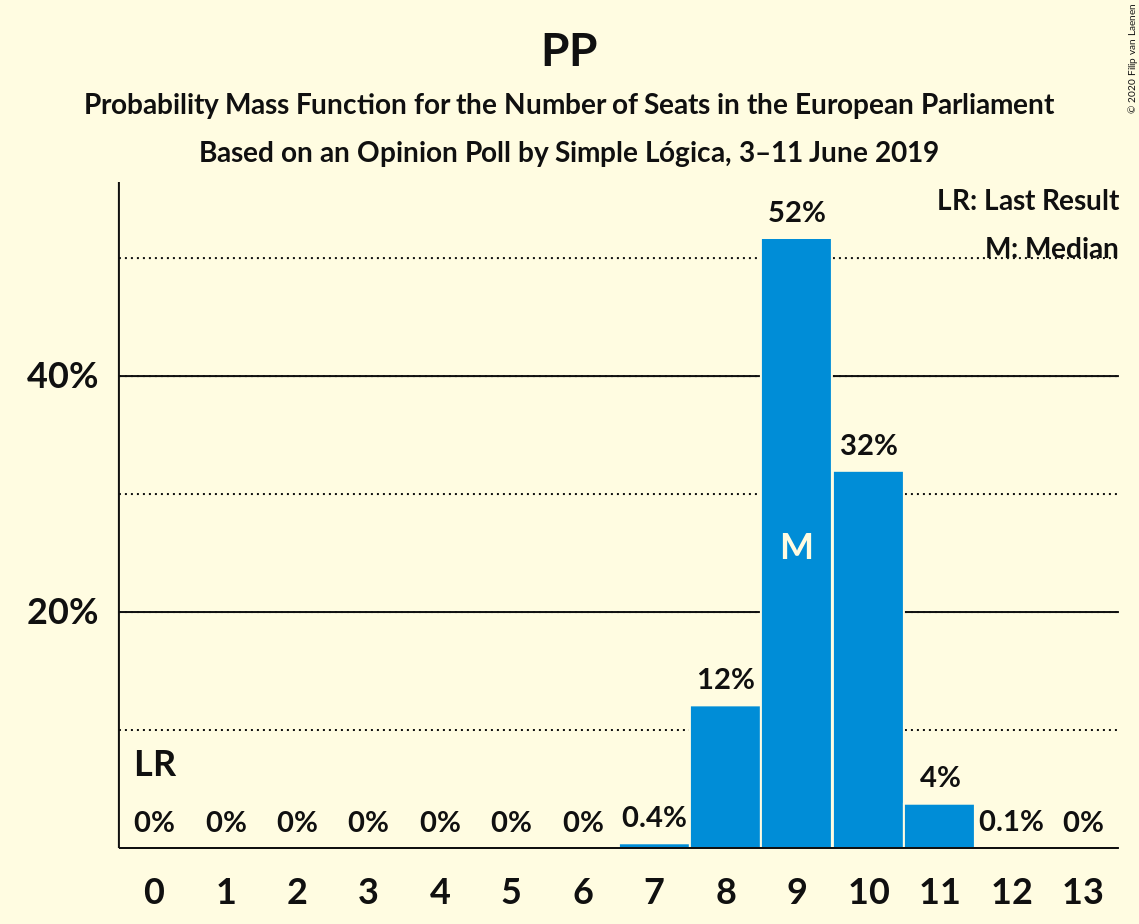 PP
Probability Mass Function for the Number of Seats in the European Parliament
Based on an Opinion Poll by Simple Lógica, 3–11 June 2019
© 2020 Filip van Laenen
LR: Last Result
M: Median
52%
40%
32%
M
20%
12%
LR
4%
0% 0% 0% 0% 0% 0% 0% 0.4% 0.1% 0%
0 1 2 3 4 5 6 7 8 9 10 11 12 13